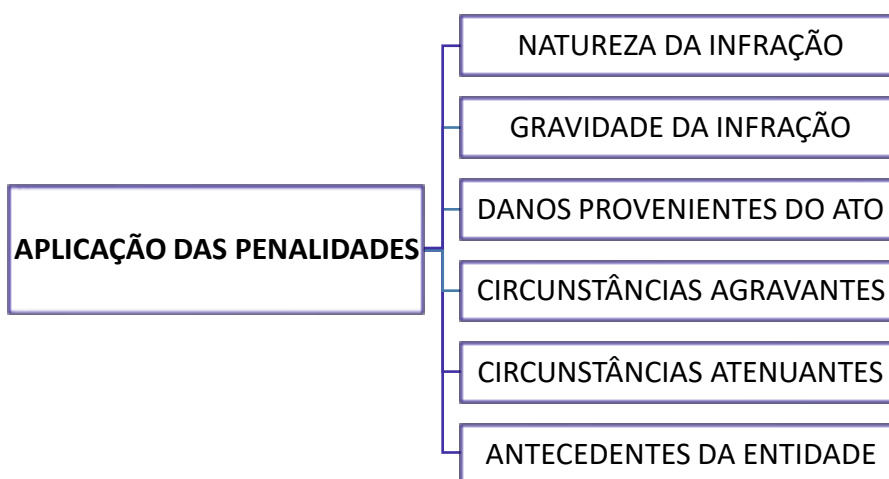 NATUREZA DA INFRAÇÃO
GRAVIDADE DA INFRAÇÃO
DANOS PROVENIENTES DO ATO
APLICAÇÃO DAS PENALIDADES
CIRCUNSTÂNCIAS AGRAVANTES
CIRCUNSTÂNCIAS ATENUANTES
ANTECEDENTES DA ENTIDADE